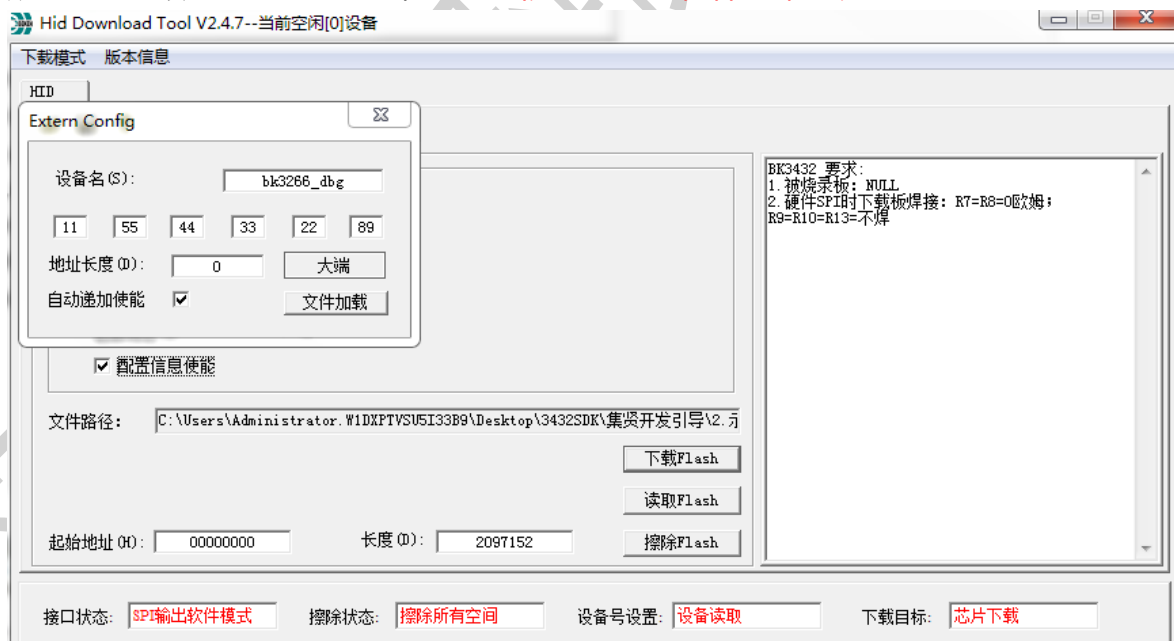 Hid Download Tool V2.4.7--当前空闲[0]设备
下载模式 版本信息
HID
Extern Config
设备名(S): bk3266_dbg
11 55 44 33 22 89
地址长度(D): 0 大端
自动递加使能 文件加载
配置信息使能
文件路径: C:\Users\Administrator.W1DXPTVSU5I33B9\Desktop\3432SDK\集贤开发引导\2.示
下载Flash
读取Flash
起始地址(H): 00000000 长度(D): 2097152 擦除Flash
BK3432 要求:
1.被烧录板: NULL
2.硬件SPI时下载板焊接: R7=R8=0欧姆;
R9=R10=R13=不焊
接口状态: SPI输出软件模式 擦除状态: 擦除所有空间 设备号设置: 设备读取 下载目标: 芯片下载